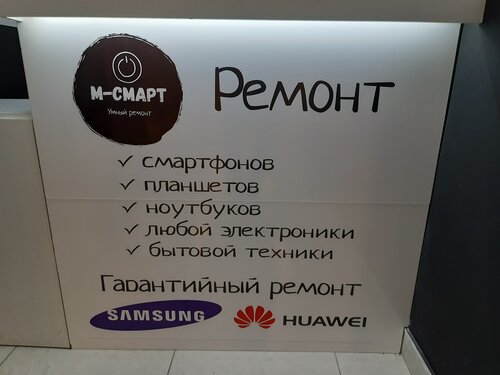 М-СМАРТ
Умный ремонт
Ремонт
✓ смартфонов
✓ планшетов
✓ ноутбуков
✓ любой электроники
✓ бытовой техники
Гарантийный ремонт
SAMSUNG
HUAWEI